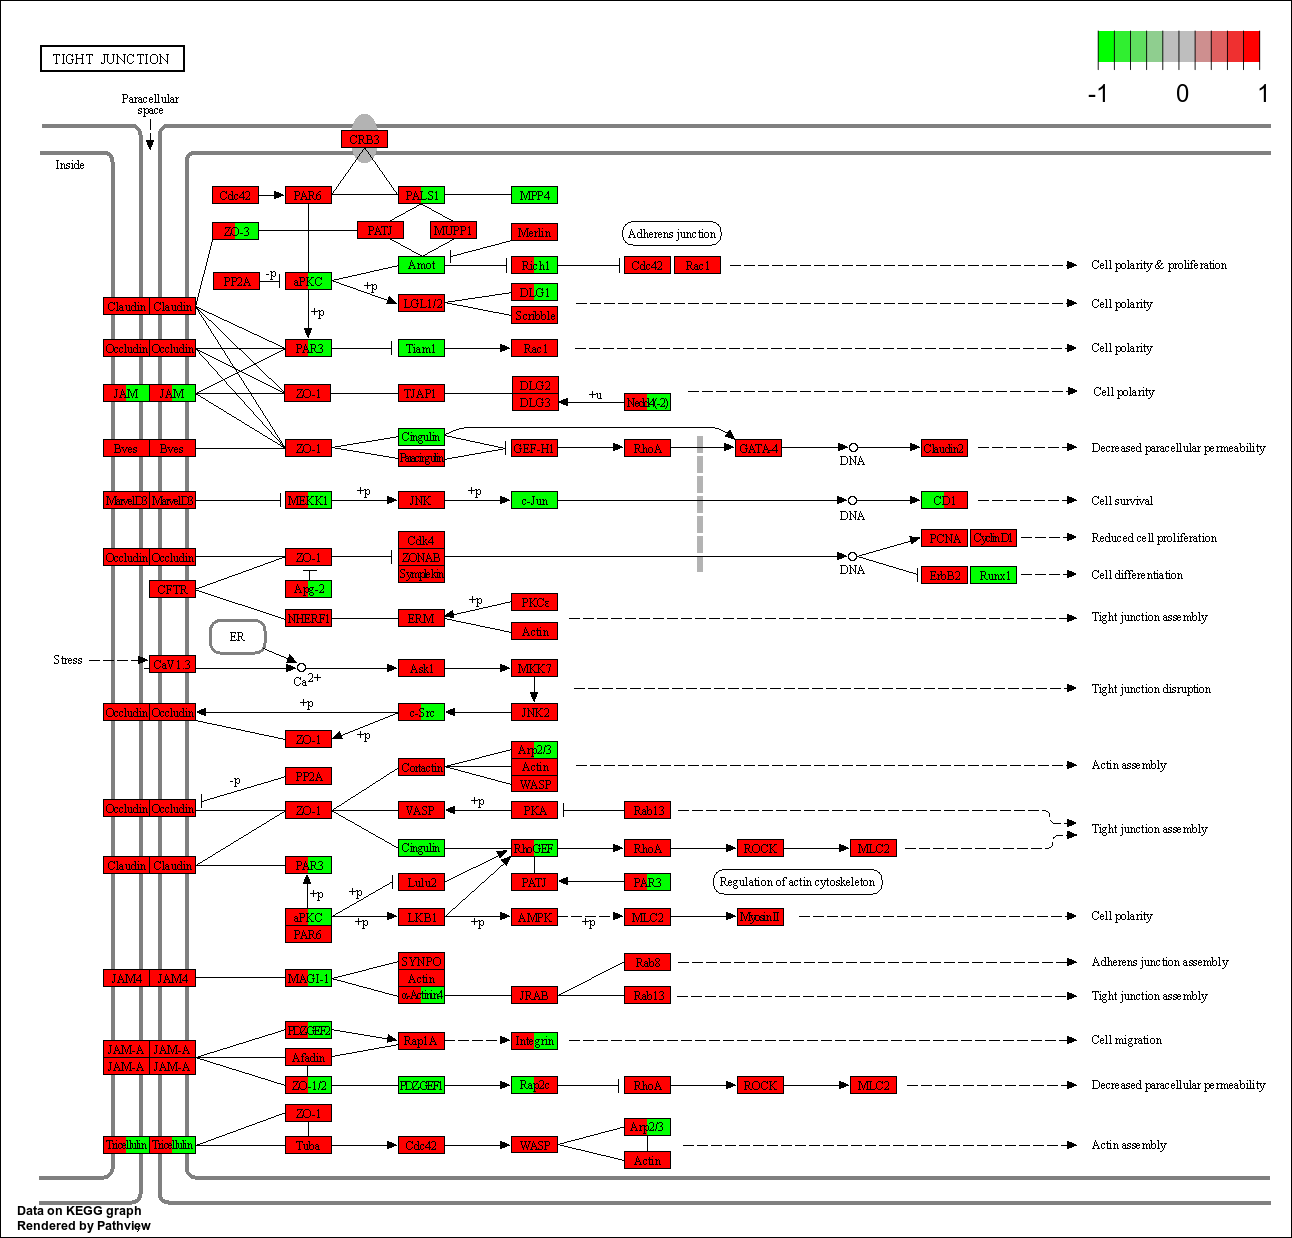 TIGHT JUNCTION
-1 0 1
Paracellular
space
Inside
CRB3
Cdc42 PAR6 PALS1 MPP4
ZO-3 PATJ MUPP1 Merlin Adherens junction
Amot Rich1 Cdc42 Rac1 Cell polarity & proliferation
PP2A -p aPKC +p
DLG1
Claudin Claudin +p LGL1/2 Cell polarity
Scribble
Occludin Occludin PAR3 Tiam1 Rac1 Cell polarity
JAM JAM ZO-1 TJAP1 DLG2 Cell polarity
DLG3 +u Nedd4(-2)
Cingulin
Bves Bves ZO-1 GEF-H1 RhoA GATA-4 DNA Claudin2 Decreased paracellular permeability
Paracingulin
MarvelD3 MarvelD3 MEKK1 +p JNK +p c-Jun DNA CD1 Cell survival
Cdk4 PCNA CyclinD1 Reduced cell proliferation
Occludin Occludin ZO-1 ZONAB DNA
Symplekin ErbB2 Runx1 Cell differentiation
CFTR Apg-2
NHERF1 ERM +p PKCε Tight junction assembly
Actin
ER
Stress CaV1.3 Ca2+ Ask1 MKK7
Tight junction disruption
Occludin Occludin +p c-Src JNK2
ZO-1 +p
Arp2/3
Cortactin Actin Actin assembly
PP2A -p WASP
Occludin Occludin ZO-1 VASP +p PKA Rab13
Tight junction assembly
Cingulin RhoGEF RhoA ROCK MLC2
Claudin Claudin PAR3
+p +p Lulu2 PATJ PAR3 Regulation of actin cytoskeleton
aPKC +p LKB1 +p AMPK +p MLC2 MyosinII Cell polarity
PAR6
SYNPO Rab8 Adherens junction assembly
JAM4 JAM4 MAGI-1 Actin
α-Actinin4 JRAB Rab13 Tight junction assembly
PDZGEF2
JAM-A JAM-A Rap1A Integrin Cell migration
JAM-A JAM-A Afadin
ZO-1/2 PDZGEF1 Rap2c RhoA ROCK MLC2 Decreased paracellular permeability
ZO-1
Arp2/3
Tricellulin Tricellulin Tuba Cdc42 WASP Actin assembly
Actin
Data on KEGG graph
Rendered by Pathview